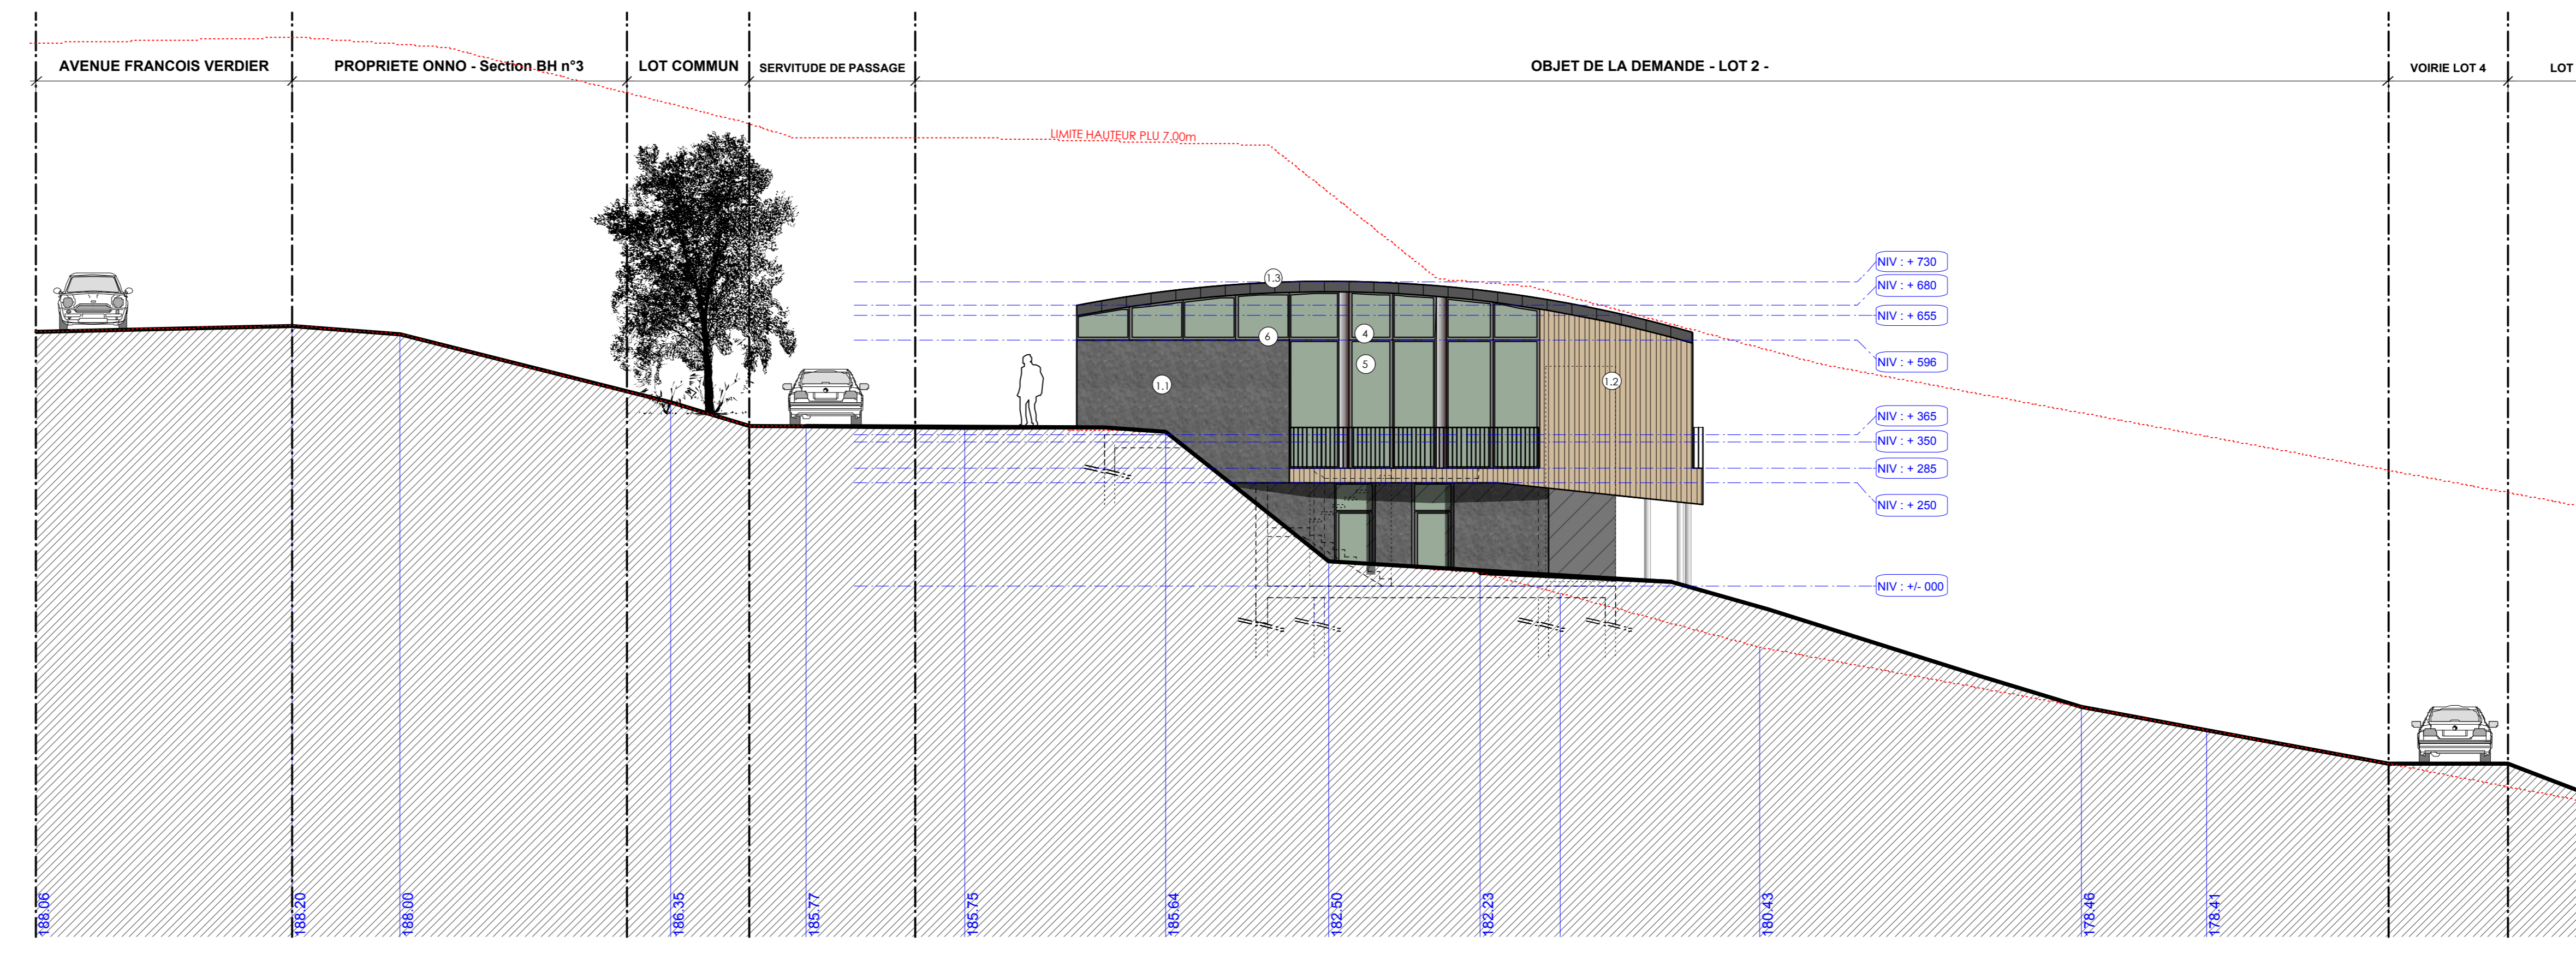 AVENUE FRANCOIS VERDIER
PROPRIETE ONNO - Section BH n°3
LOT COMMUN
SERVITUDE DE PASSAGE
OBJET DE LA DEMANDE - LOT 2 -
VOIRIE LOT 4
LOT
LIMITE HAUTEUR PLU 7.00m
NIV : + 730
NIV : + 680
NIV : + 655
NIV : + 596
NIV : + 365
NIV : + 350
NIV : + 285
NIV : + 250
NIV : +/- 000
1.3
6
4
5
1.1
1.2
188.06
188.20
188.00
186.35
185.77
185.75
185.64
182.50
182.23
180.43
178.46
178.41